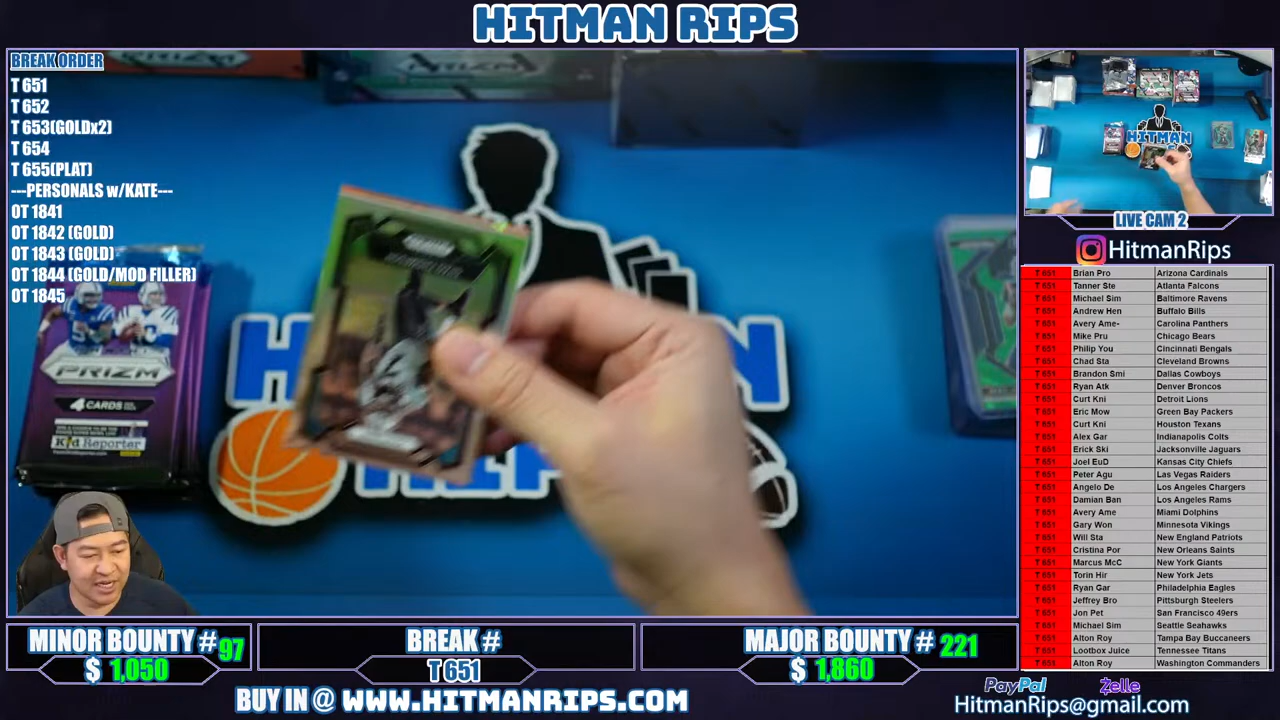 HITMAN RIPS
BREAK ORDER
T 651
T 652
T 653(GOLDx2)
T 654
T 655(PLAT)
---PERSONALS w/KATE---
OT 1841
OT 1842 (GOLD)
OT 1843 (GOLD)
OT 1844 (GOLD/MOD FILLER)
OT 1845
PRIZM
4 CARDS
Kid Reporter
PRIZM
HITMAN
LIVE CAM 2
HitmanRips
T 651 Brian Pro Arizona Cardinals
T 651 Tanner Ste Atlanta Falcons
T 651 Michael Sim Baltimore Ravens
T 651 Andrew Hen Buffalo Bills
T 651 Avery Ame- Carolina Panthers
T 651 Mike Pru Chicago Bears
T 651 Philip You Cincinnati Bengals
T 651 Chad Sta Cleveland Browns
T 651 Brandon Smi Dallas Cowboys
T 651 Ryan Atk Denver Broncos
T 651 Curt Kni Detroit Lions
T 651 Eric Mow Green Bay Packers
T 651 Curt Kni Houston Texans
T 651 Alex Gar Indianapolis Colts
T 651 Erick Ski Jacksonville Jaguars
T 651 Joel EuD Kansas City Chiefs
T 651 Peter Agu Las Vegas Raiders
T 651 Angelo De Los Angeles Chargers
T 651 Damian Ban Los Angeles Rams
T 651 Avery Ame Miami Dolphins
T 651 Gary Won Minnesota Vikings
T 651 Will Sta New England Patriots
T 651 Cristina Por New Orleans Saints
T 651 Marcus McC New York Giants
T 651 Torin Hir New York Jets
T 651 Ryan Gar Philadelphia Eagles
T 651 Jeffrey Bro Pittsburgh Steelers
T 651 Jon Pet San Francisco 49ers
T 651 Michael Sim Seattle Seahawks
T 651 Alton Roy Tampa Bay Buccaneers
T 651 Lootbox Juice Tennessee Titans
T 651 Alton Roy Washington Commanders
MINOR BOUNTY # 97
$ 1,050
BREAK #
T 651
MAJOR BOUNTY # 221
$ 1,860
BUY IN @ WWW.HITMANRIPS.COM
PayPal Zelle
HitmanRips@gmail.com